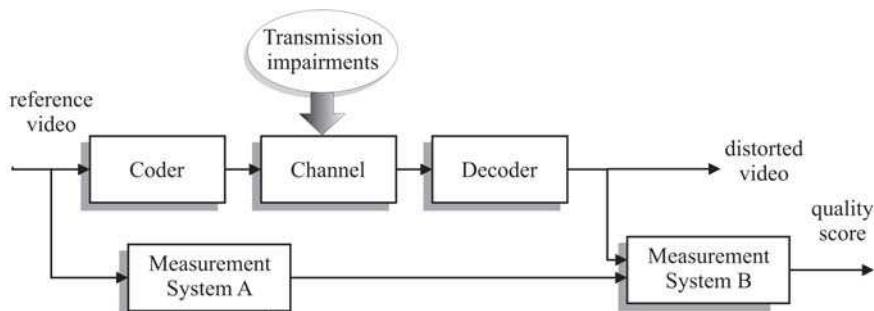 Transmission
impairments
reference
video
Coder
Channel
Decoder
distorted
video
quality
score
Measurement
System A
Measurement
System B